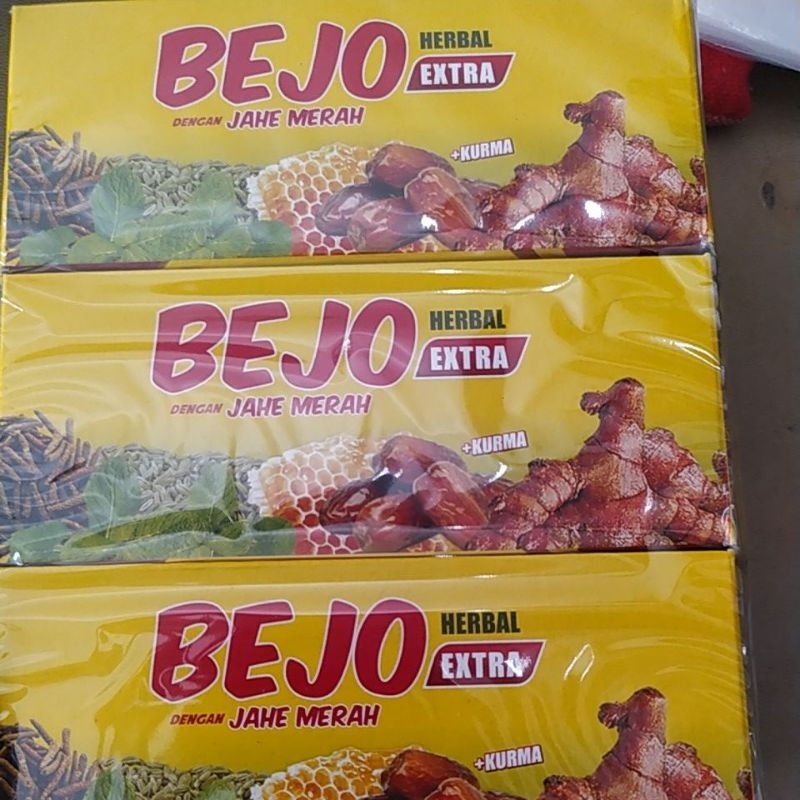 BEJO HERBAL
EXTRA
DENGAN JAHE MERAH
+KURMA
BEJO HERBAL
EXTRA
DENGAN JAHE MERAH
+KURMA
BEJO HERBAL
EXTRA
DENGAN JAHE MERAH
+KURMA